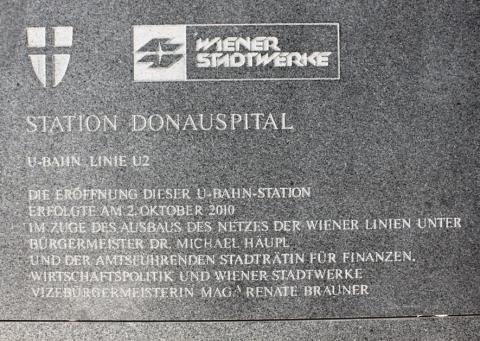 WIENER
STADTWERKE
STATION DONAUSPITAL
U-BAHN LINIE U2
DIE ERÖFFNUNG DIESER U-BAHN-STATION
ERFOLGTE AM 2. OKTOBER 2010
IM ZUGE DES AUSBAUS DES NETZES DER WIENER LINIEN UNTER
BÜRGERMEISTER DR. MICHAEL HÄUPL
UND DER AMTSFÜHRENDEN STADTRÄTIN FÜR FINANZEN,
WIRTSCHAFTSPOLITIK UND WIENER STADTWERKE
VIZEBÜRGERMEISTERIN MAG.ᴬ RENATE BRAUNER